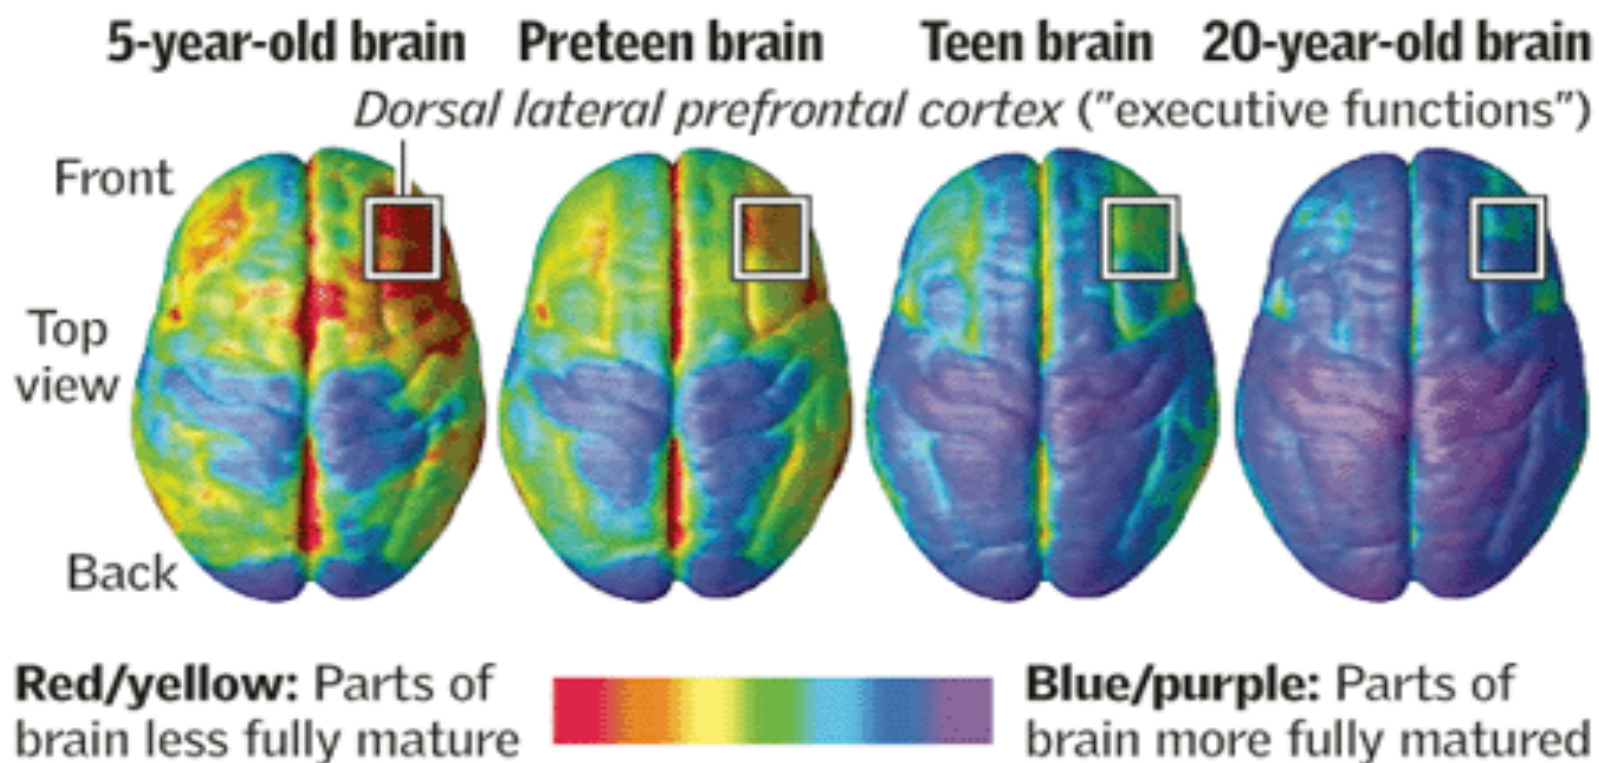 5-year-old brain Preteen brain Teen brain 20-year-old brain
Dorsal lateral prefrontal cortex ("executive functions")
Front
Top
view
Back
Red/yellow: Parts of
brain less fully mature
Blue/purple: Parts of
brain more fully matured